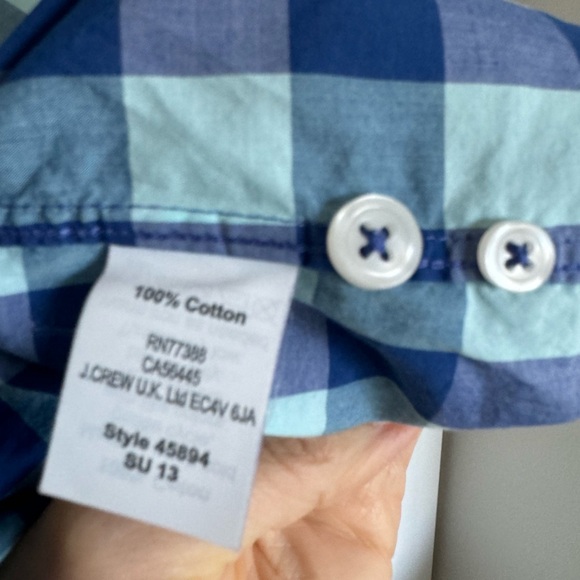 100% Cotton
RN77388
CA56445
J.CREW U.K. Ltd EC4V 6JA
Style 45894
SU 13